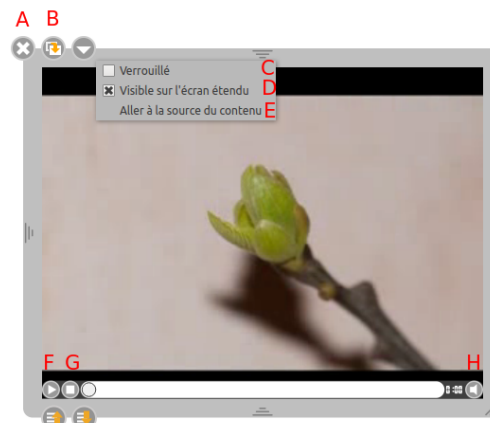 A B
Verrouillé C
Visible sur l'écran étendu D
Aller à la source du contenu E
F G H